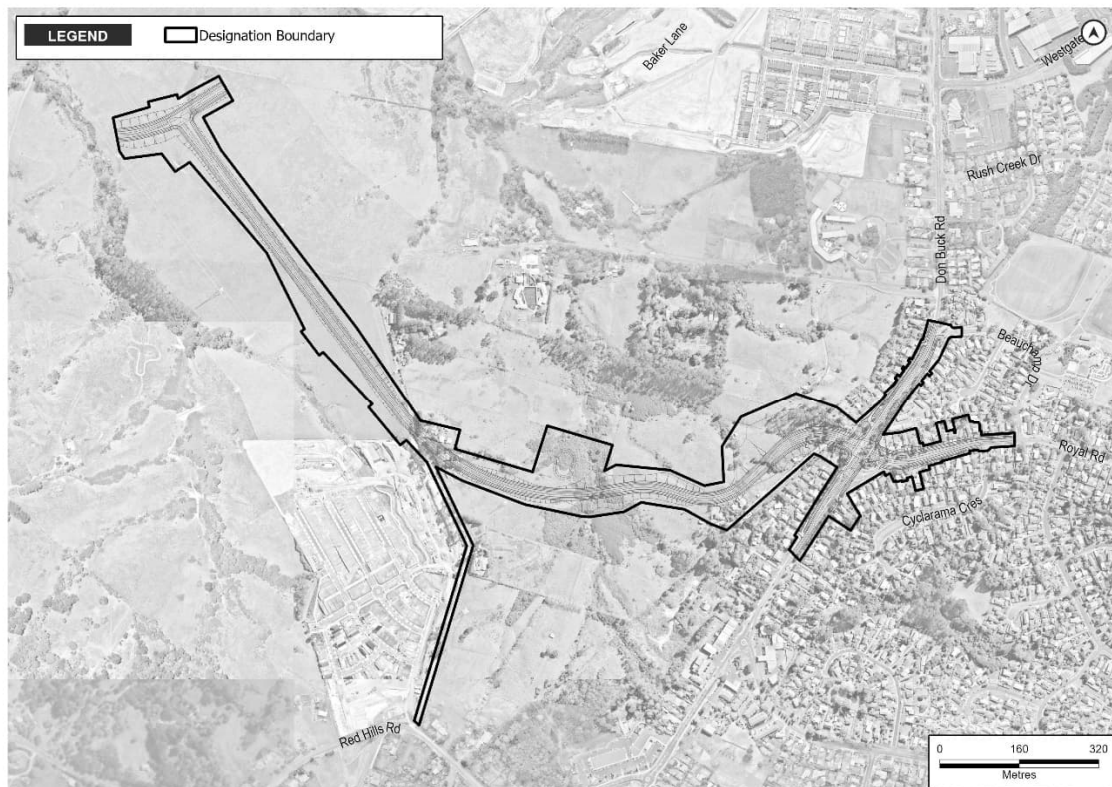 LEGEND
Designation Boundary
Baker Lane
Westgate
Rush Creek Dr
Don Buck Rd
Beauchamp Dr
Royal Rd
Cyclarama Cres
Red Hills Rd
0 160 320
Metres